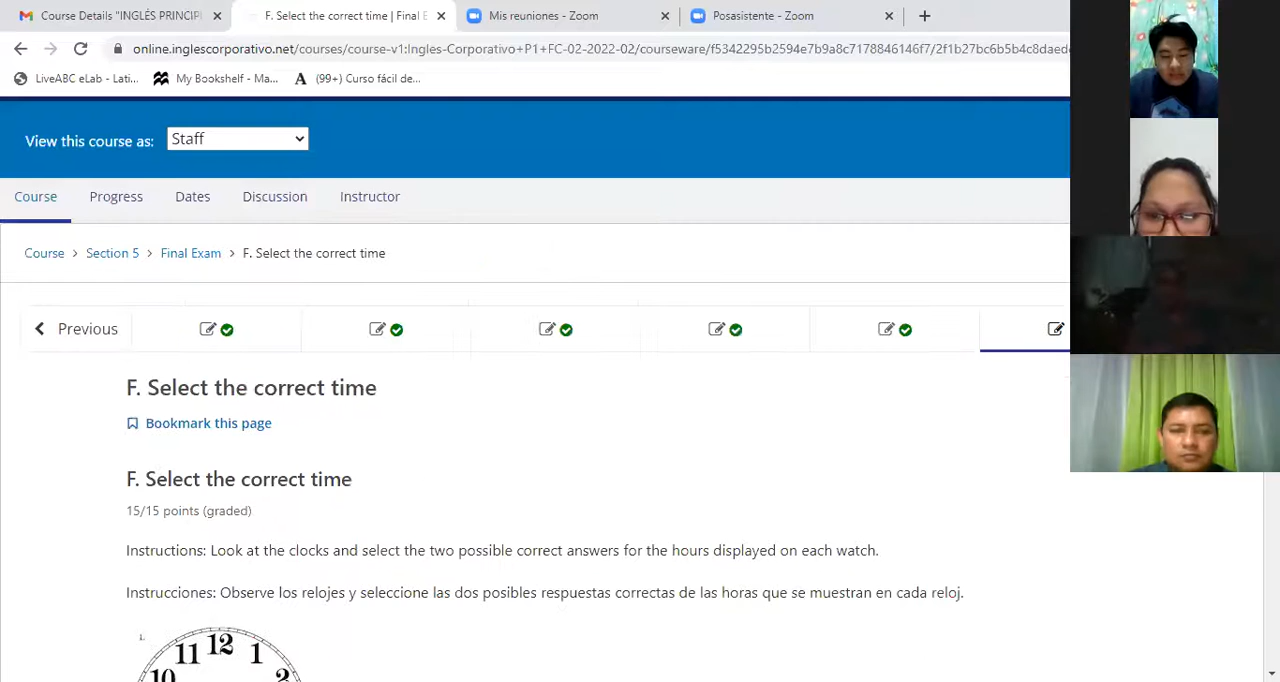 Course Details "INGLÉS PRINCIPI
F. Select the correct time | Final E
Mis reuniones - Zoom
Posasistente - Zoom
online.inglescorporativo.net/courses/course-v1:Ingles-Corporativo+P1+FC-02-2022-02/courseware/f5342295b2594e7b9a8c7178846146f7/2f1b27bc6b5b4c8daede
LiveABC eLab - Lati...
My Bookshelf - Ma...
(99+) Curso fácil de...
View this course as:
Staff
Course
Progress
Dates
Discussion
Instructor
Course > Section 5 > Final Exam > F. Select the correct time
Previous
F. Select the correct time
Bookmark this page
F. Select the correct time
15/15 points (graded)
Instructions: Look at the clocks and select the two possible correct answers for the hours displayed on each watch.
Instrucciones: Observe los relojes y seleccione las dos posibles respuestas correctas de las horas que se muestran en cada reloj.
1.
11 12 1
10 2